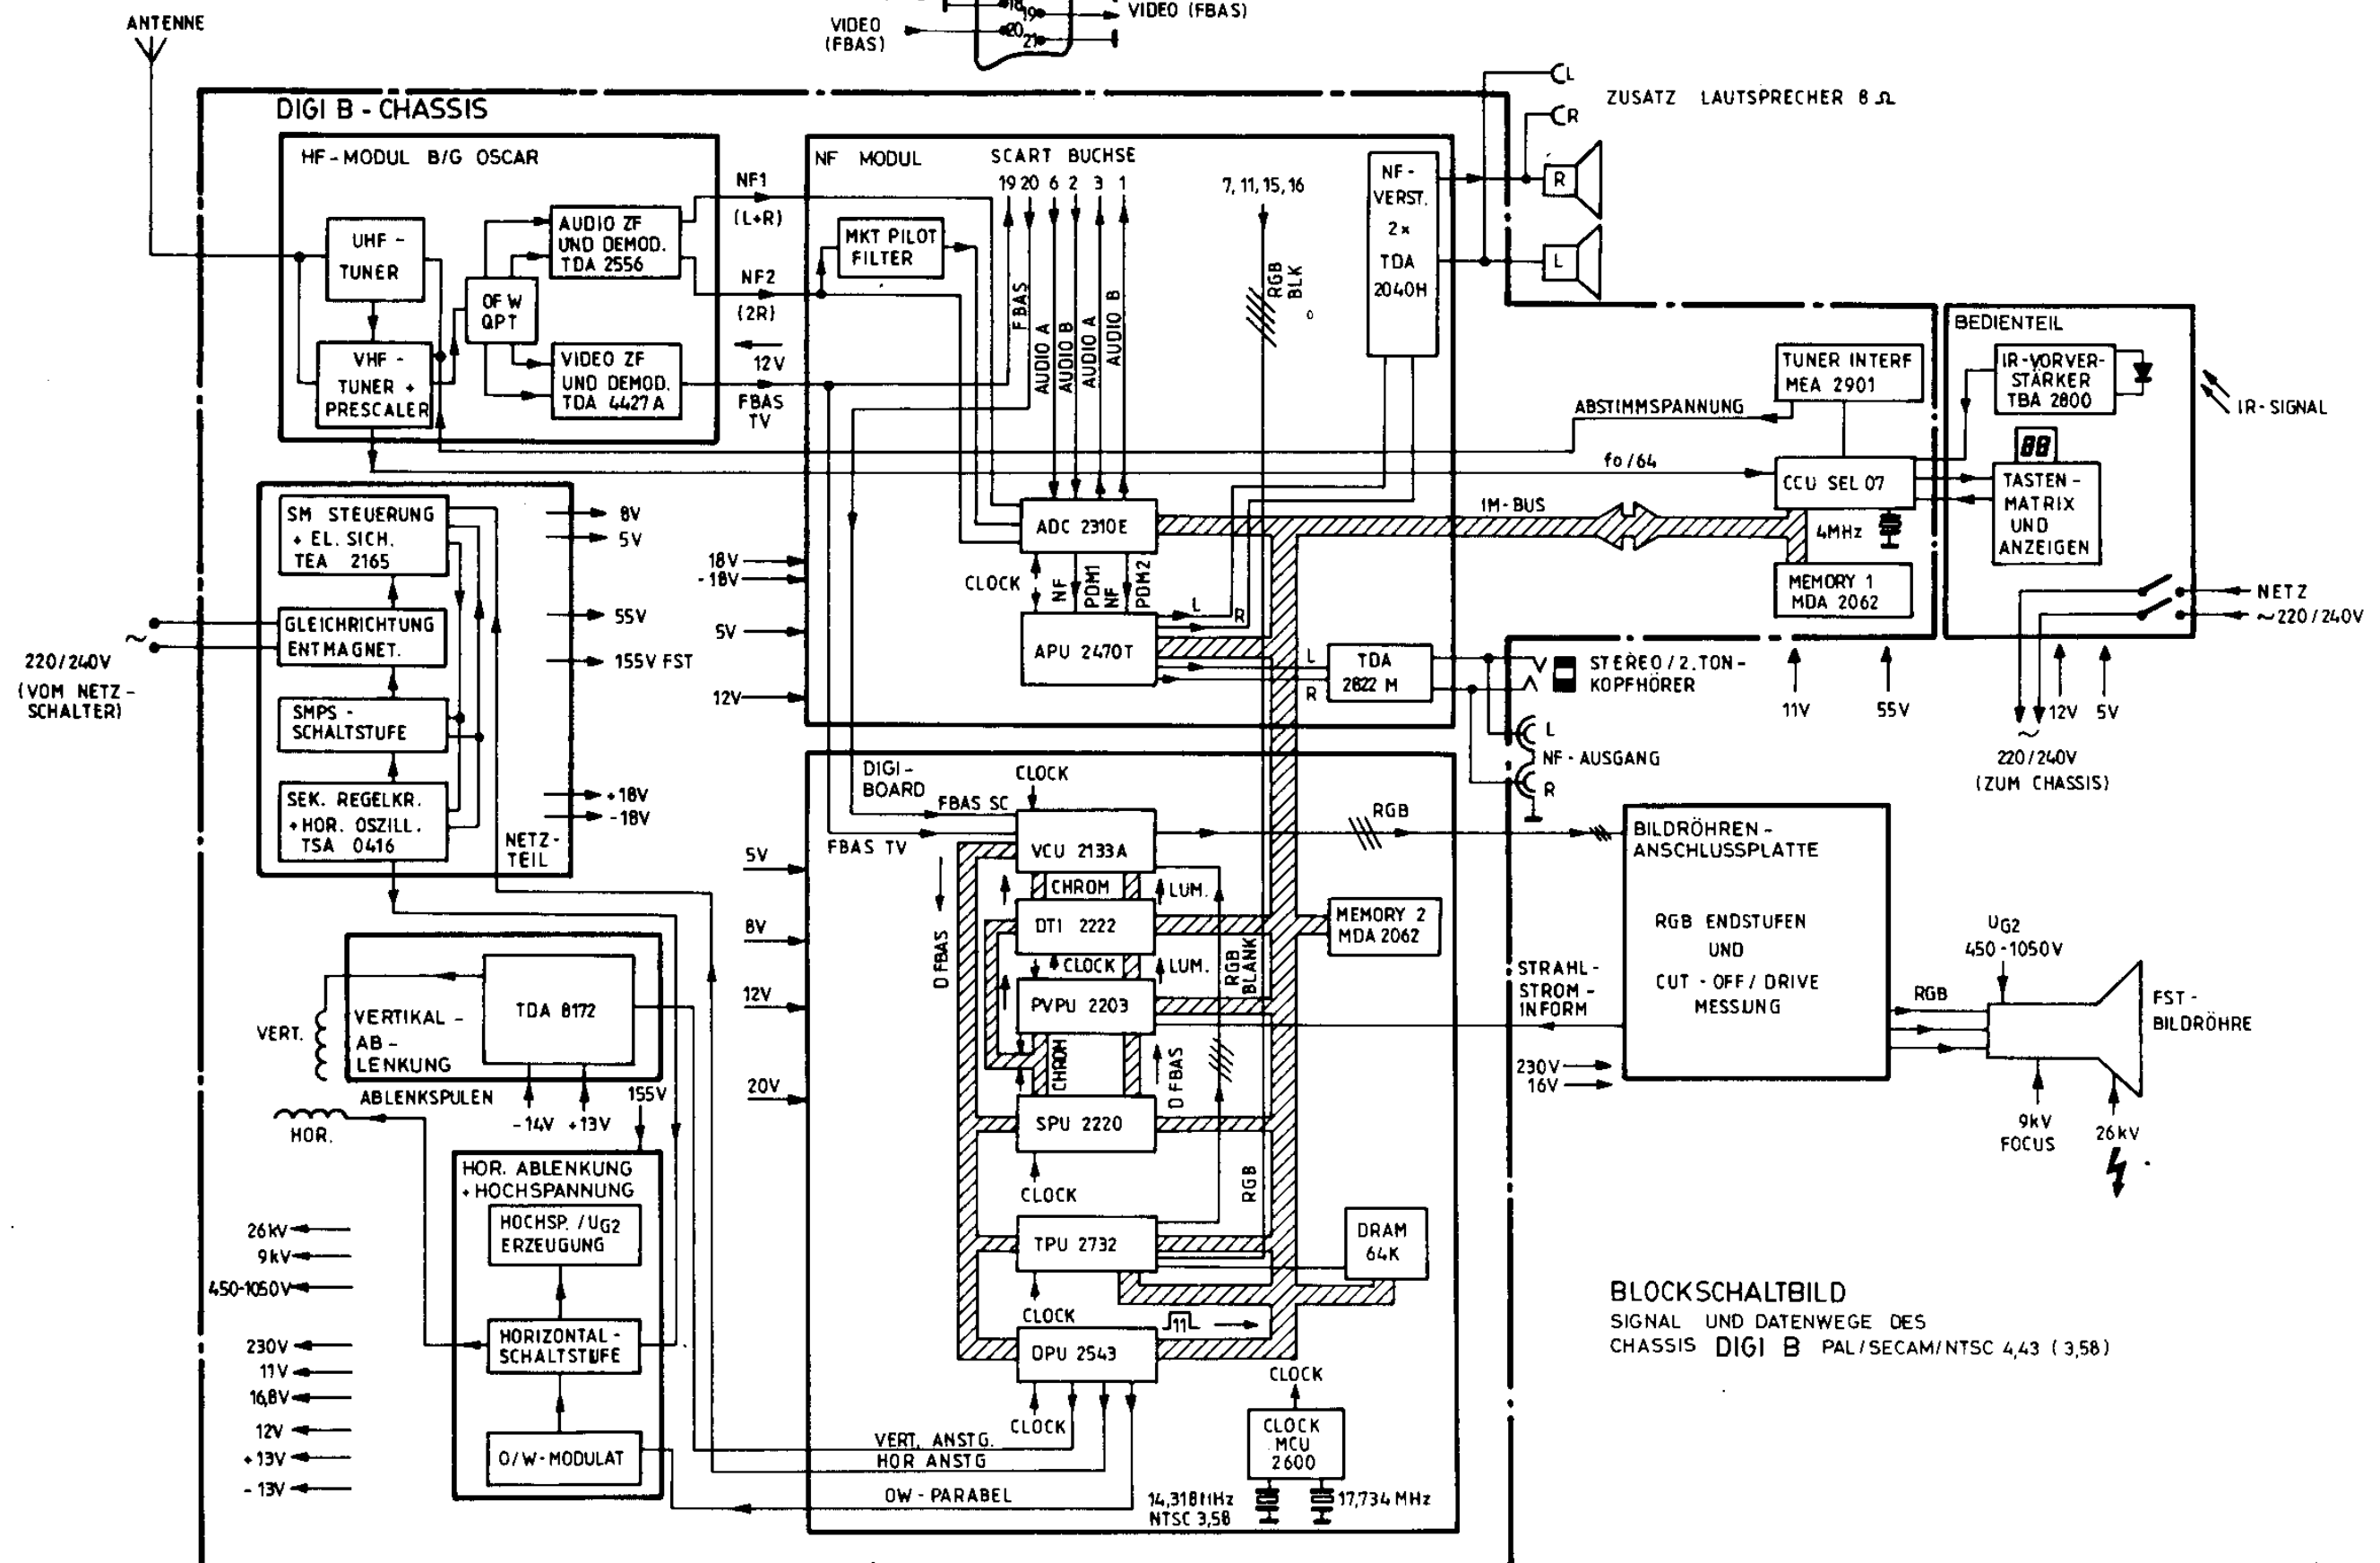 ANTENNE
VIDEO
(FBAS)
18
19
20
21
VIDEO (FBAS)
DIGI B - CHASSIS
HF-MODUL B/G OSCAR
UHF -
TUNER
VHF -
TUNER +
PRESCALER
OFW
QPT
AUDIO ZF
UND DEMOD.
TDA 2556
VIDEO ZF
UND DEMOD.
TDA 4427A
NF1
(L+R)
NF2
(2R)
12V
FBAS
TV
NF MODUL
SCART BUCHSE
19 20 6 2 3 1
7, 11, 15, 16
MKT PILOT
FILTER
FBAS
AUDIO A
AUDIO B
AUDIO A
AUDIO B
RGB
BLK
NF -
VERST.
2x
TDA
2040H
L
R
ZUSATZ LAUTSPRECHER 8 Ω
R
L
ADC 2310E
CLOCK
NF
PDM1
NF
PDM2
APU 2470T
L
R
L
R
TDA
2822 M
18V
-18V
5V
12V
IM-BUS
ABSTIMMSPANNUNG
fo/64
TUNER INTERF
MEA 2901
CCU SEL 07
4MHz
MEMORY 1
MDA 2062
11V
55V
BEDIENTEIL
IR-VORVER-
STÄRKER
TBA 2800
IR-SIGNAL
88
TASTEN-
MATRIX
UND
ANZEIGEN
NETZ
~220/240V
12V
5V
~
220/240V
(ZUM CHASSIS)
STEREO/2.TON-
KOPFHÖRER
L
NF-AUSGANG
R
SM STEUERUNG
+ EL. SICH.
TEA 2165
GLEICHRICHTUNG
ENTMAGNET.
SMPS -
SCHALTSTUFE
SEK. REGELKR.
+HOR. OSZILL.
TSA 0416
NETZ-
TEIL
8V
5V
55V
155V FST
+18V
-18V
~
220/240V
(VOM NETZ-
SCHALTER)
TDA 8172
VERTIKAL -
AB -
LENKUNG
VERT.
ABLENKSPULEN
-14V +13V
155V
HOR.
HOR. ABLENKUNG
+HOCHSPANNUNG
HOCHSP. / UG2
ERZEUGUNG
HORIZONTAL -
SCHALTSTUFE
O/W-MODULAT
26kV
9kV
450-1050V
230V
11V
16,8V
12V
+13V
-13V
DIGI-
BOARD
CLOCK
FBAS SC
FBAS TV
5V
8V
12V
20V
VCU 2133A
CHROM
LUM.
DTI 2222
CLOCK
LUM.
PVPU 2203
CHROM
DFBAS
DFBAS
SPU 2220
CLOCK
RGB
BLANK
RGB
TPU 2732
CLOCK
DPU 2543
CLOCK
MEMORY 2
MDA 2062
DRAM
64K
CLOCK
CLOCK
MCU
2600
14,318MHz
NTSC 3,58
17,734 MHz
VERT. ANSTG.
HOR ANSTG
OW - PARABEL
RGB
BILDRÖHREN -
ANSCHLUSSPLATTE
RGB ENDSTUFEN
UND
CUT - OFF / DRIVE
MESSUNG
STRAHL-
STROM-
INFORM
230V
16V
RGB
UG2
450-1050V
FST -
BILDRÖHRE
9kV
FOCUS
26kV
BLOCKSCHALTBILD
SIGNAL UND DATENWEGE DES
CHASSIS DIGI B PAL/SECAM/NTSC 4,43 (3,58)